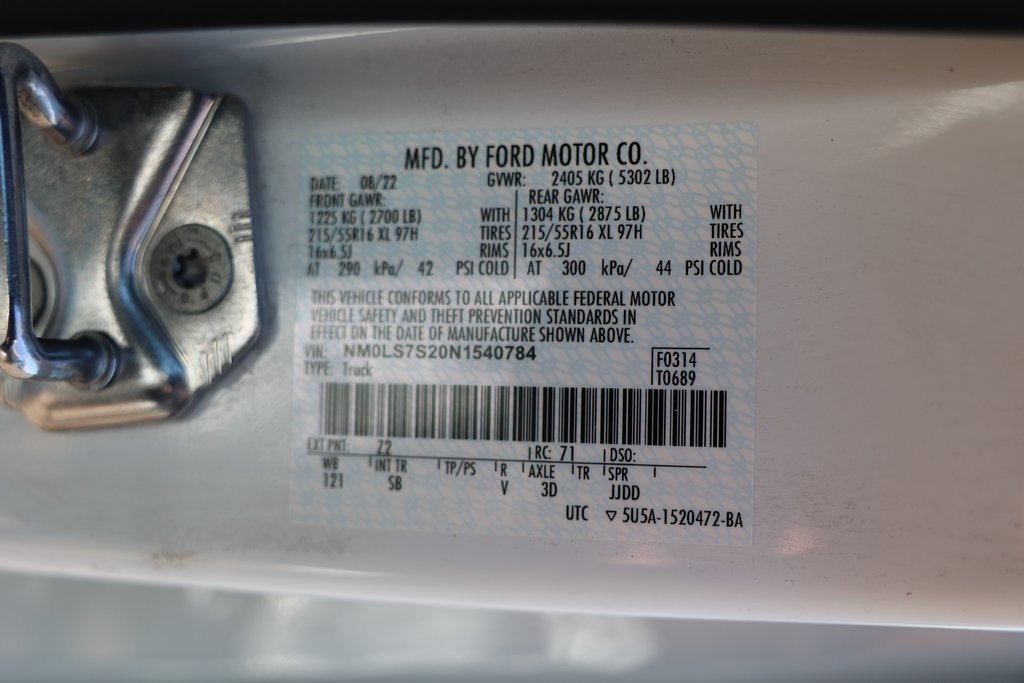 MFD. BY FORD MOTOR CO.
DATE: 08/22 GVWR: 2405 KG ( 5302 LB)
FRONT GAWR: REAR GAWR:
1225 KG ( 2700 LB) WITH 1304 KG ( 2875 LB) WITH
215/55R16 XL 97H TIRES 215/55R16 XL 97H TIRES
16x6.5J RIMS 16x6.5J RIMS
AT 290 kPa/ 42 PSI COLD AT 300 kPa/ 44 PSI COLD
THIS VEHICLE CONFORMS TO ALL APPLICABLE FEDERAL MOTOR
VEHICLE SAFETY AND THEFT PREVENTION STANDARDS IN
EFFECT ON THE DATE OF MANUFACTURE SHOWN ABOVE.
VIN: NM0LS7S20N1540784
TYPE: Truck
F0314
T0689
EXT PNT: Z2 RC: 71 DSO:
WB INT TR TP/PS R AXLE TR SPR
121 SB V 3D JJDD
UTC ▽ 5U5A-1520472-BA